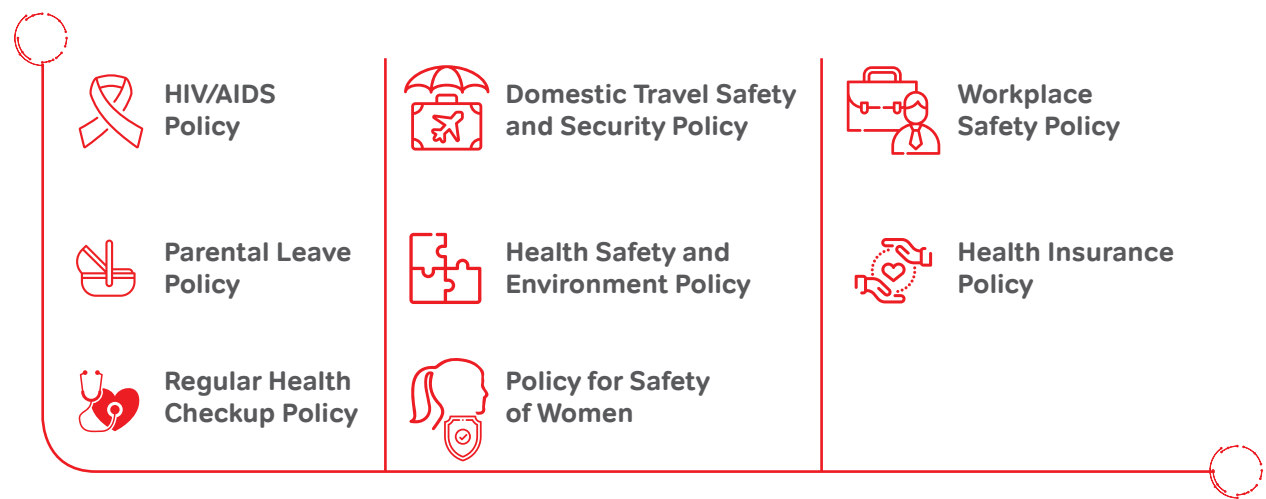 HIV/AIDS
Policy
Parental Leave
Policy
Regular Health
Checkup Policy
Domestic Travel Safety
and Security Policy
Health Safety and
Environment Policy
Policy for Safety
of Women
Workplace
Safety Policy
Health Insurance
Policy